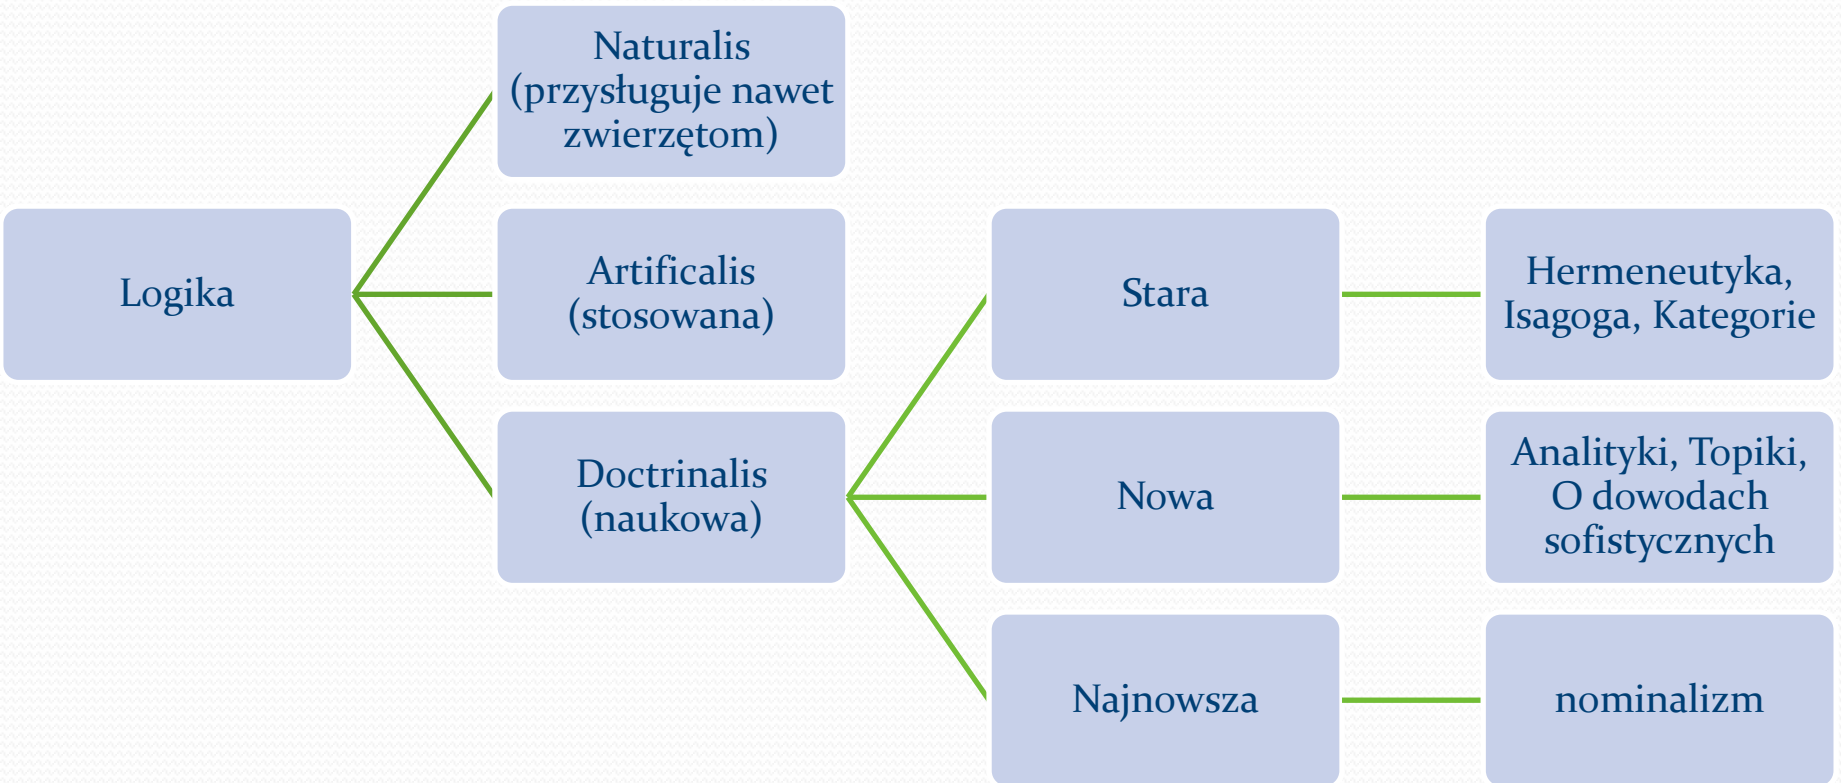 Logika
Naturalis
(przysługuje nawet
zwierzętom)
Artificalis
(stosowana)
Doctrinalis
(naukowa)
Stara
Hermeneutyka,
Isagoga, Kategorie
Nowa
Analityki, Topiki,
O dowodach
sofistycznych
Najnowsza
nominalizm